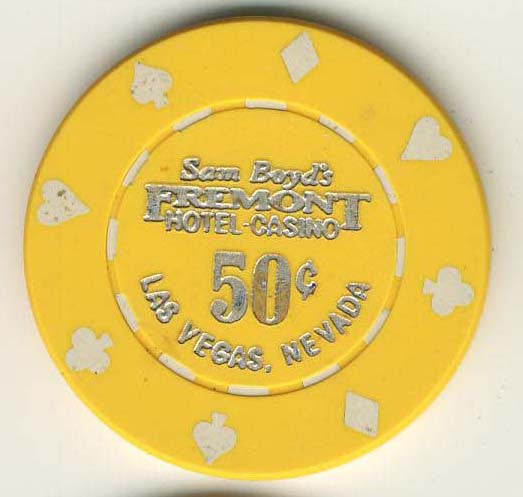 Sam Boyd's
FREMONT
HOTEL-CASINO
50¢
LAS VEGAS, NEVADA